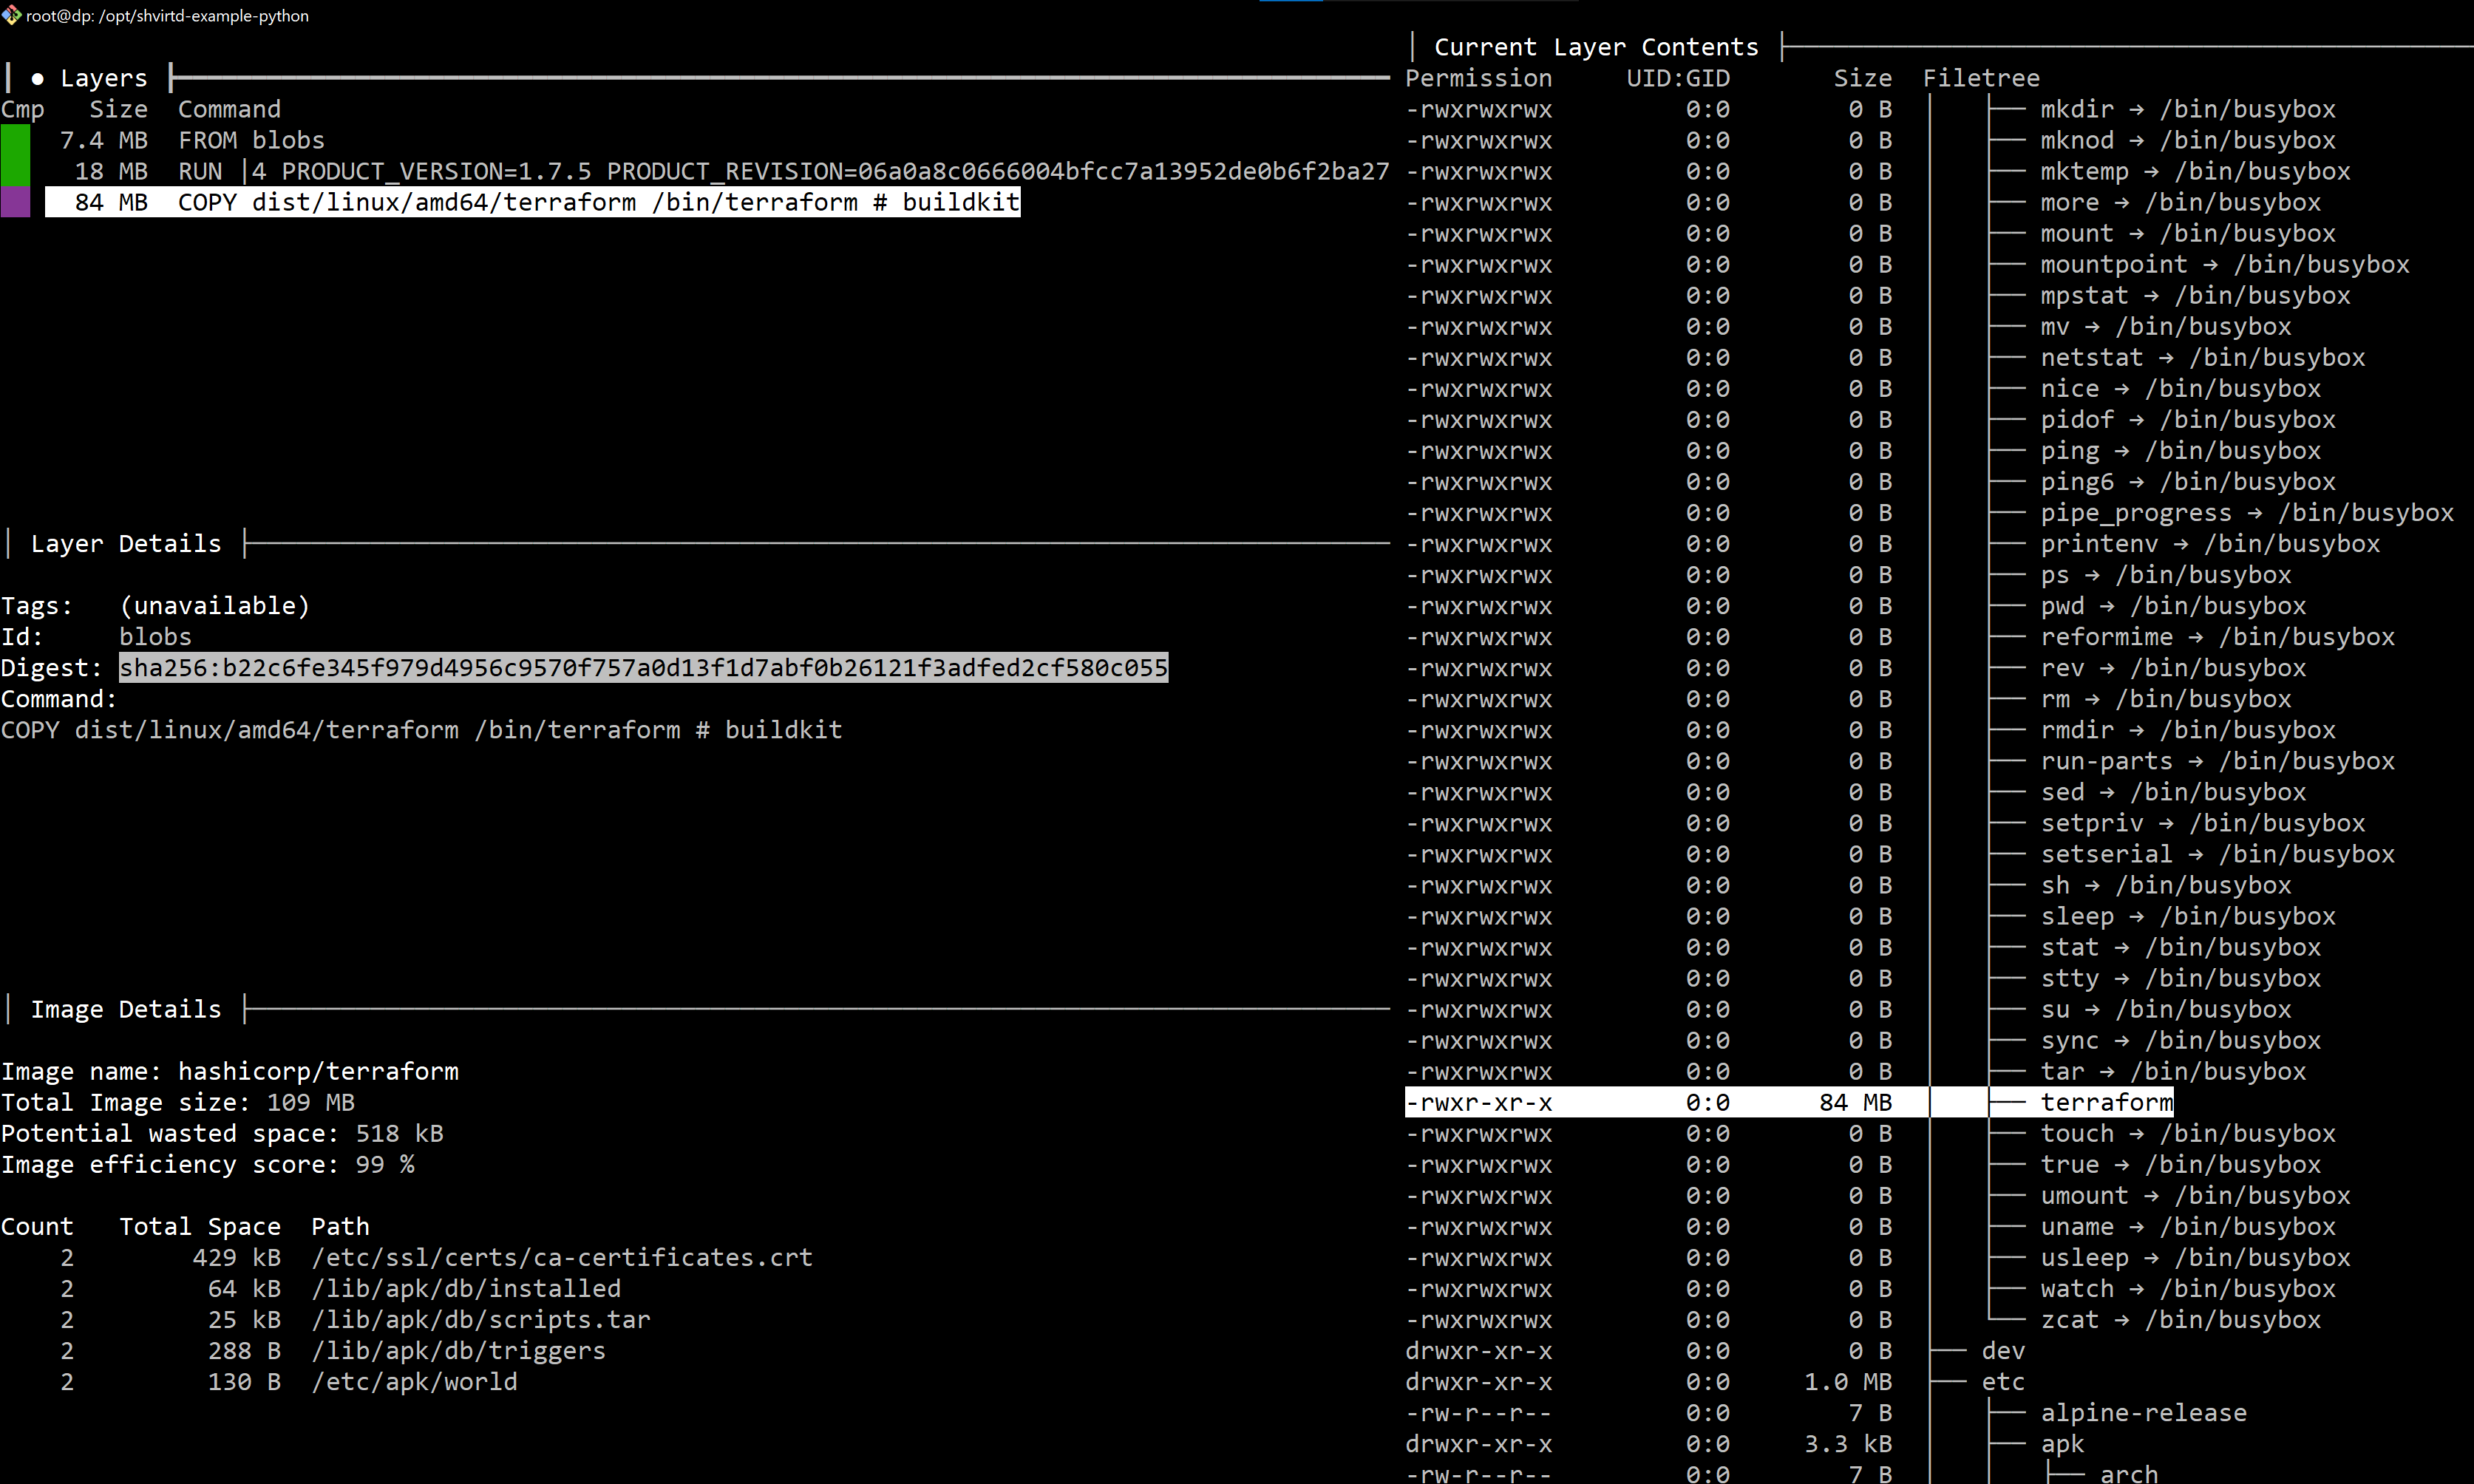 root@dp: /opt/shvirtd-example-python
│ ● Layers ├
Cmp Size Command
7.4 MB FROM blobs
18 MB RUN |4 PRODUCT_VERSION=1.7.5 PRODUCT_REVISION=06a0a8c0666004bfcc7a13952de0b6f2ba27
84 MB COPY dist/linux/amd64/terraform /bin/terraform # buildkit
│ Layer Details ├
Tags: (unavailable)
Id: blobs
Digest: sha256:b22c6fe345f979d4956c9570f757a0d13f1d7abf0b26121f3adfed2cf580c055
Command:
COPY dist/linux/amd64/terraform /bin/terraform # buildkit
│ Image Details ├
Image name: hashicorp/terraform
Total Image size: 109 MB
Potential wasted space: 518 kB
Image efficiency score: 99 %
Count Total Space Path
2 429 kB /etc/ssl/certs/ca-certificates.crt
2 64 kB /lib/apk/db/installed
2 25 kB /lib/apk/db/scripts.tar
2 288 B /lib/apk/db/triggers
2 130 B /etc/apk/world
│ Current Layer Contents ├
Permission UID:GID Size Filetree
-rwxrwxrwx 0:0 0 B │ ├── mkdir → /bin/busybox
-rwxrwxrwx 0:0 0 B │ ├── mknod → /bin/busybox
-rwxrwxrwx 0:0 0 B │ ├── mktemp → /bin/busybox
-rwxrwxrwx 0:0 0 B │ ├── more → /bin/busybox
-rwxrwxrwx 0:0 0 B │ ├── mount → /bin/busybox
-rwxrwxrwx 0:0 0 B │ ├── mountpoint → /bin/busybox
-rwxrwxrwx 0:0 0 B │ ├── mpstat → /bin/busybox
-rwxrwxrwx 0:0 0 B │ ├── mv → /bin/busybox
-rwxrwxrwx 0:0 0 B │ ├── netstat → /bin/busybox
-rwxrwxrwx 0:0 0 B │ ├── nice → /bin/busybox
-rwxrwxrwx 0:0 0 B │ ├── pidof → /bin/busybox
-rwxrwxrwx 0:0 0 B │ ├── ping → /bin/busybox
-rwxrwxrwx 0:0 0 B │ ├── ping6 → /bin/busybox
-rwxrwxrwx 0:0 0 B │ ├── pipe_progress → /bin/busybox
-rwxrwxrwx 0:0 0 B │ ├── printenv → /bin/busybox
-rwxrwxrwx 0:0 0 B │ ├── ps → /bin/busybox
-rwxrwxrwx 0:0 0 B │ ├── pwd → /bin/busybox
-rwxrwxrwx 0:0 0 B │ ├── reformime → /bin/busybox
-rwxrwxrwx 0:0 0 B │ ├── rev → /bin/busybox
-rwxrwxrwx 0:0 0 B │ ├── rm → /bin/busybox
-rwxrwxrwx 0:0 0 B │ ├── rmdir → /bin/busybox
-rwxrwxrwx 0:0 0 B │ ├── run-parts → /bin/busybox
-rwxrwxrwx 0:0 0 B │ ├── sed → /bin/busybox
-rwxrwxrwx 0:0 0 B │ ├── setpriv → /bin/busybox
-rwxrwxrwx 0:0 0 B │ ├── setserial → /bin/busybox
-rwxrwxrwx 0:0 0 B │ ├── sh → /bin/busybox
-rwxrwxrwx 0:0 0 B │ ├── sleep → /bin/busybox
-rwxrwxrwx 0:0 0 B │ ├── stat → /bin/busybox
-rwxrwxrwx 0:0 0 B │ ├── stty → /bin/busybox
-rwxrwxrwx 0:0 0 B │ ├── su → /bin/busybox
-rwxrwxrwx 0:0 0 B │ ├── sync → /bin/busybox
-rwxrwxrwx 0:0 0 B │ ├── tar → /bin/busybox
-rwxr-xr-x 0:0 84 MB │ ├── terraform
-rwxrwxrwx 0:0 0 B │ ├── touch → /bin/busybox
-rwxrwxrwx 0:0 0 B │ ├── true → /bin/busybox
-rwxrwxrwx 0:0 0 B │ ├── umount → /bin/busybox
-rwxrwxrwx 0:0 0 B │ ├── uname → /bin/busybox
-rwxrwxrwx 0:0 0 B │ ├── usleep → /bin/busybox
-rwxrwxrwx 0:0 0 B │ ├── watch → /bin/busybox
-rwxrwxrwx 0:0 0 B │ └── zcat → /bin/busybox
drwxr-xr-x 0:0 0 B ├── dev
drwxr-xr-x 0:0 1.0 MB ├── etc
-rw-r--r-- 0:0 7 B │ ├── alpine-release
drwxr-xr-x 0:0 3.3 kB │ ├── apk
-rw-r--r-- 0:0 7 B │ │ ├── arch